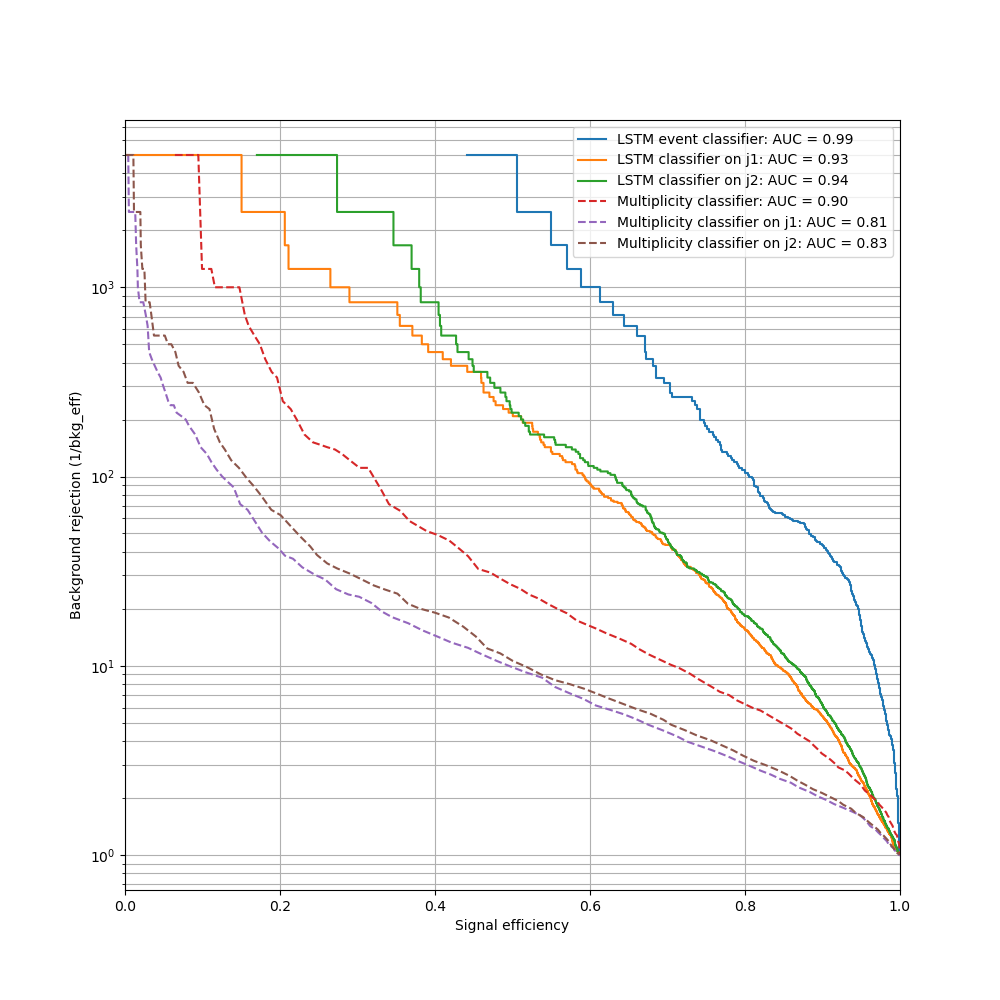 LSTM event classifier: AUC = 0.99
LSTM classifier on j1: AUC = 0.93
LSTM classifier on j2: AUC = 0.94
Multiplicity classifier: AUC = 0.90
Multiplicity classifier on j1: AUC = 0.81
Multiplicity classifier on j2: AUC = 0.83
10³
10²
10¹
10⁰
Background rejection (1/bkg_eff)
0.0 0.2 0.4 0.6 0.8 1.0
Signal efficiency